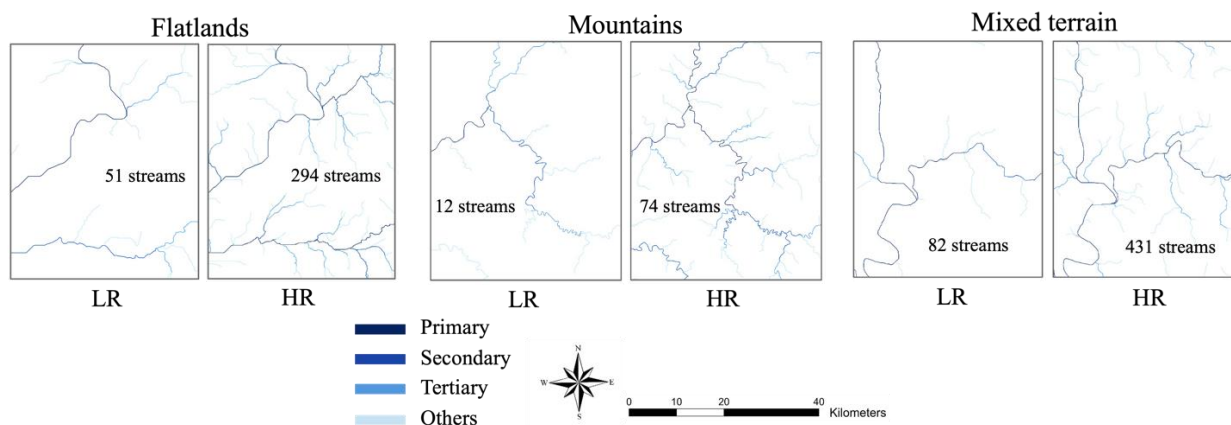 Flatlands
Mountains
Mixed terrain
51 streams
294 streams
12 streams
74 streams
82 streams
431 streams
LR
HR
LR
HR
LR
HR
Primary
Secondary
Tertiary
Others
N
W
E
S
0 10 20 40
Kilometers